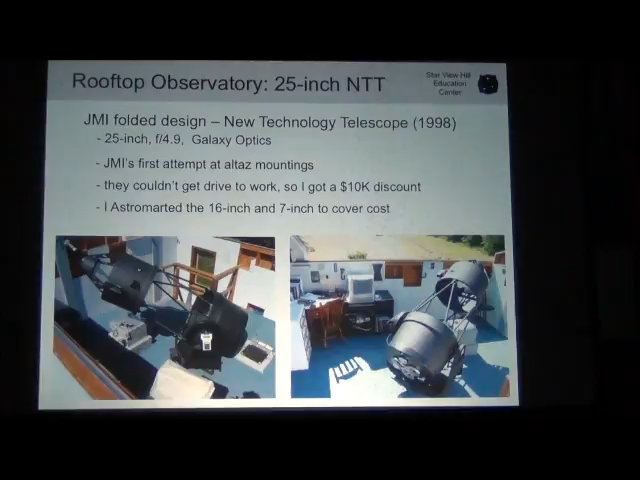 Rooftop Observatory: 25-inch NTT
Star View Hill
Education
Center
JMI folded design – New Technology Telescope (1998)
- 25-inch, f/4.9, Galaxy Optics
- JMI's first attempt at altaz mountings
- they couldn't get drive to work, so I got a $10K discount
- I Astromarted the 16-inch and 7-inch to cover cost